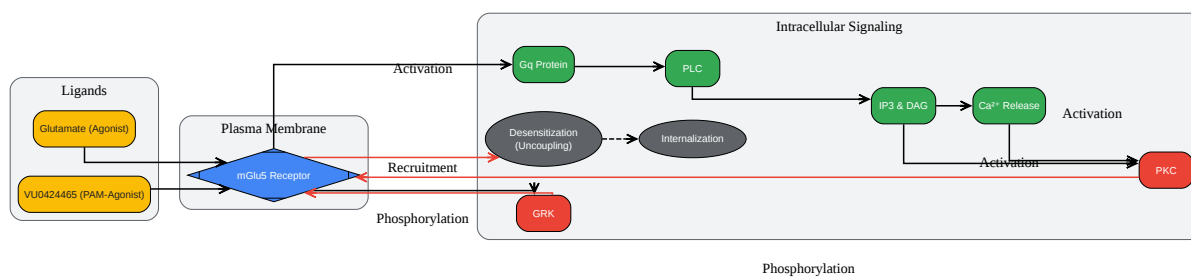 Intracellular Signaling
Gq Protein
PLC
Activation
Ligands
Glutamate (Agonist)
VU0424465 (PAM-Agonist)
Plasma Membrane
mGlu5 Receptor
IP3 & DAG
Ca²⁺ Release
Activation
Desensitization
(Uncoupling)
Internalization
Recruitment
Activation
PKC
GRK
Phosphorylation
Phosphorylation